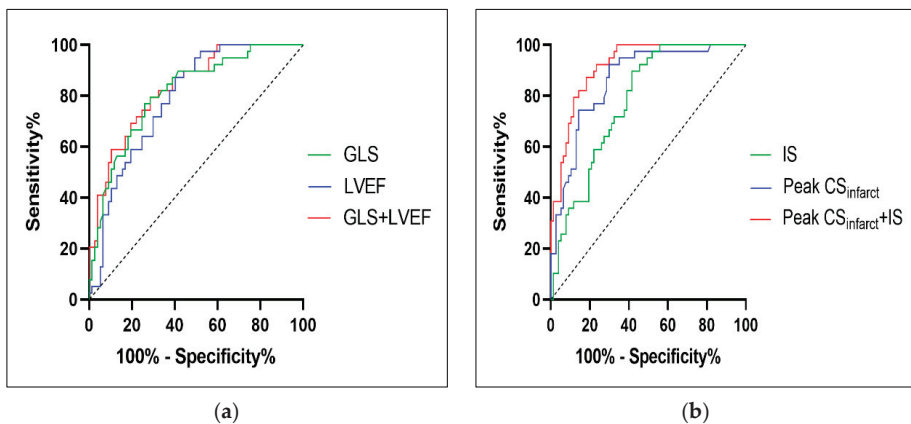 100
80
60
40
20
0
Sensitivity%
0 20 40 60 80 100
100% - Specificity%
GLS
LVEF
GLS+LVEF
(a)
100
80
60
40
20
0
Sensitivity%
0 20 40 60 80 100
100% - Specificity%
IS
Peak CSinfarct
Peak CSinfarct+IS
(b)